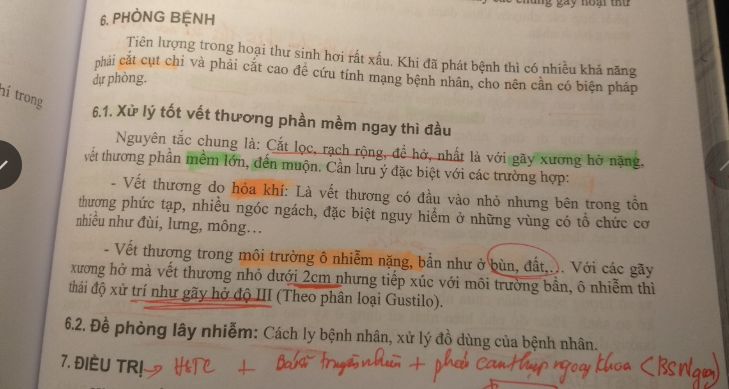 gây hoại thư
6. PHÒNG BỆNH
Tiên lượng trong hoại thư sinh hơi rất xấu. Khi đã phát bệnh thì có nhiều khả năng
phải cắt cụt chi và phải cắt cao để cứu tính mạng bệnh nhân, cho nên cần có biện pháp
dự phòng.
hí trong
6.1. Xử lý tốt vết thương phần mềm ngay thì đầu
Nguyên tắc chung là: Cắt lọc, rạch rộng, để hở, nhất là với gãy xương hở nặng,
vết thương phần mềm lớn, đến muộn. Cần lưu ý đặc biệt với các trường hợp:
- Vết thương do hỏa khí: Là vết thương có đầu vào nhỏ nhưng bên trong tổn
thương phức tạp, nhiều ngóc ngách, đặc biệt nguy hiểm ở những vùng có tổ chức cơ
nhiều như đùi, lưng, mông…
- Vết thương trong môi trường ô nhiễm nặng, bẩn như ở bùn, đất,... Với các gãy
xương hở mà vết thương nhỏ dưới 2cm nhưng tiếp xúc với môi trường bẩn, ô nhiễm thì
thái độ xử trí như gãy hở độ III (Theo phân loại Gustilo).
6.2. Đề phòng lây nhiễm: Cách ly bệnh nhân, xử lý đồ dùng của bệnh nhân.
7. ĐIỀU TRỊ → HSTC + truyền nhiễm + can thiệp ngoại khoa (BS Ngan)